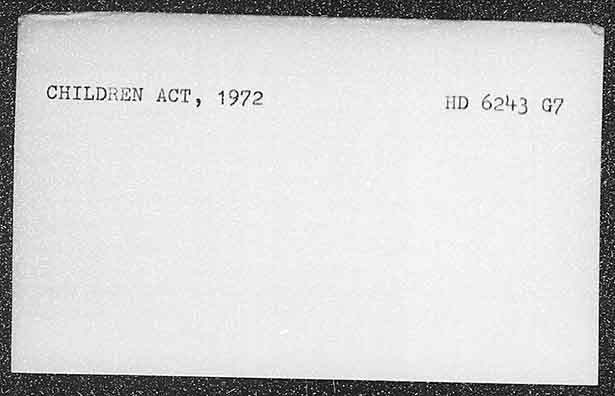 CHILDREN ACT, 1972 HD 6243 G7